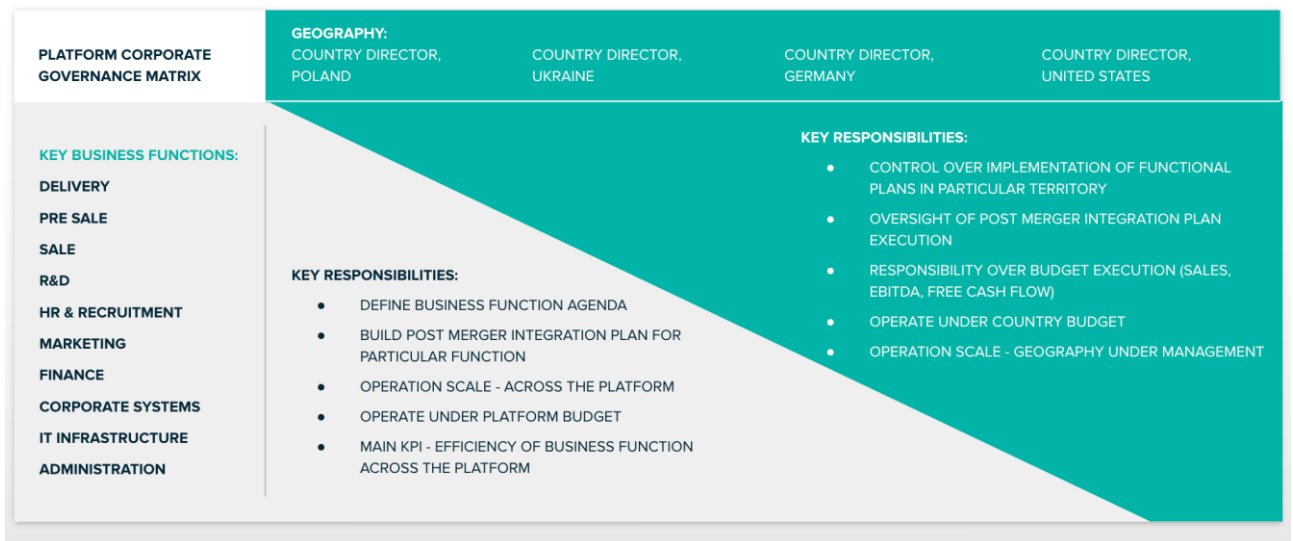 PLATFORM CORPORATE
GOVERNANCE MATRIX
GEOGRAPHY:
COUNTRY DIRECTOR,
POLAND
COUNTRY DIRECTOR,
UKRAINE
COUNTRY DIRECTOR,
GERMANY
COUNTRY DIRECTOR,
UNITED STATES
KEY BUSINESS FUNCTIONS:
DELIVERY
PRE SALE
SALE
R&D
HR & RECRUITMENT
MARKETING
FINANCE
CORPORATE SYSTEMS
IT INFRASTRUCTURE
ADMINISTRATION
KEY RESPONSIBILITIES:
● DEFINE BUSINESS FUNCTION AGENDA
● BUILD POST MERGER INTEGRATION PLAN FOR
PARTICULAR FUNCTION
● OPERATION SCALE - ACROSS THE PLATFORM
● OPERATE UNDER PLATFORM BUDGET
● MAIN KPI - EFFICIENCY OF BUSINESS FUNCTION
ACROSS THE PLATFORM
KEY RESPONSIBILITIES:
● CONTROL OVER IMPLEMENTATION OF FUNCTIONAL
PLANS IN PARTICULAR TERRITORY
● OVERSIGHT OF POST MERGER INTEGRATION PLAN
EXECUTION
● RESPONSIBILITY OVER BUDGET EXECUTION (SALES,
EBITDA, FREE CASH FLOW)
● OPERATE UNDER COUNTRY BUDGET
● OPERATION SCALE - GEOGRAPHY UNDER MANAGEMENT